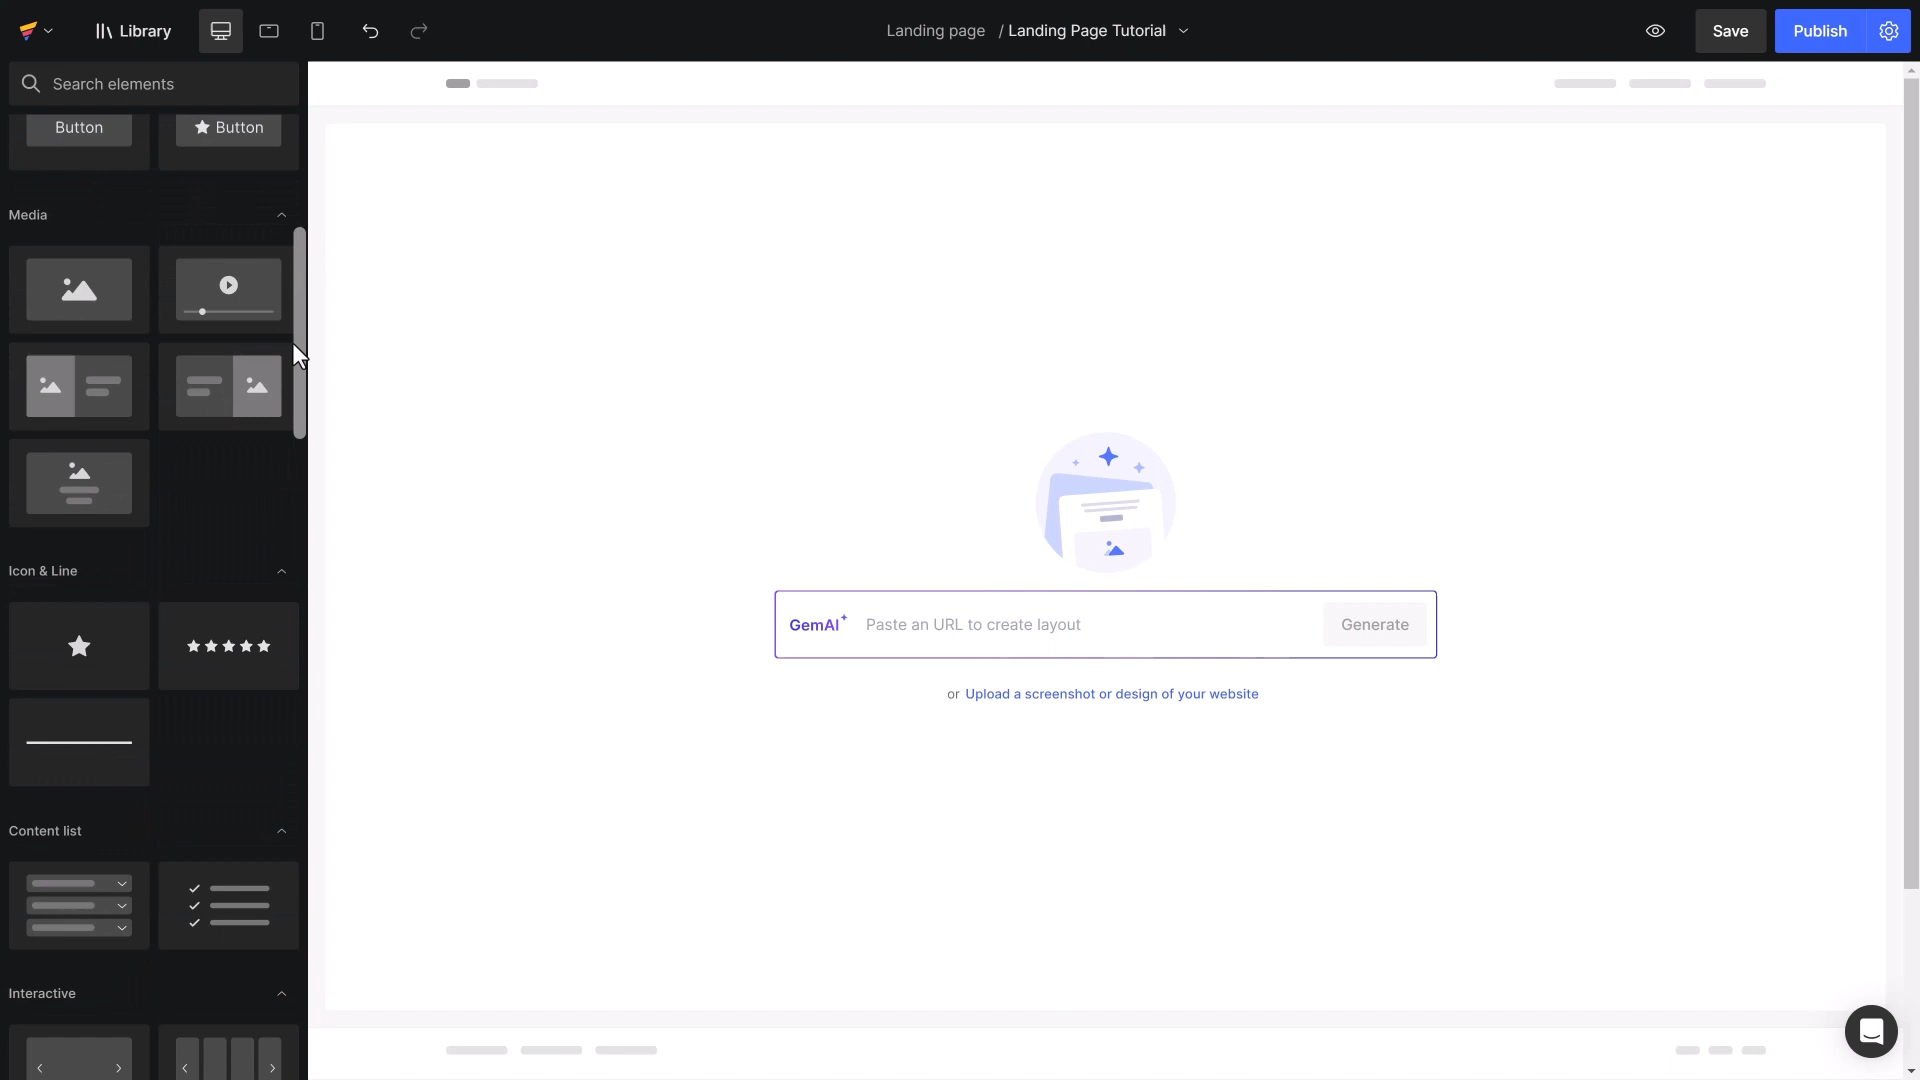 Library
Landing page / Landing Page Tutorial
Save
Publish
Search elements
Button
Button
Media
Icon & Line
Content list
Interactive
GemAI
Paste an URL to create layout
Generate
or Upload a screenshot or design of your website